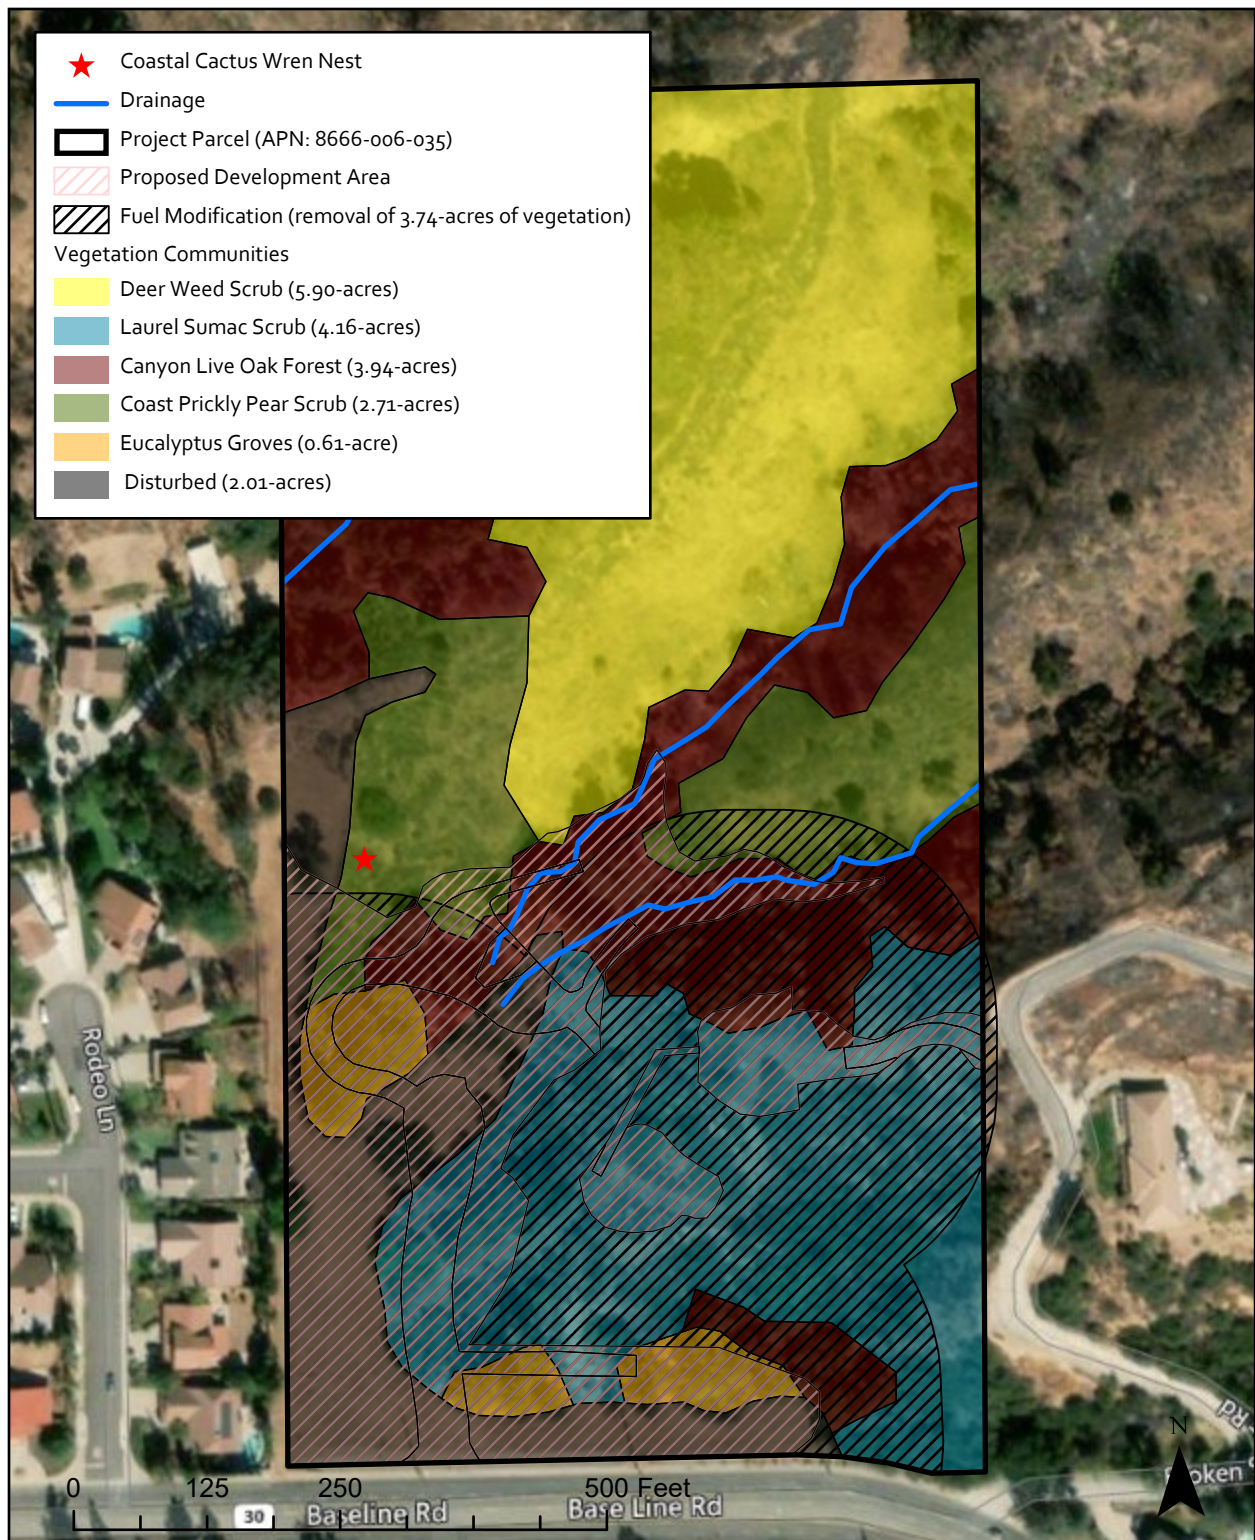 Coastal Cactus Wren Nest
Drainage
Project Parcel (APN: 8666-006-035)
Proposed Development Area
Fuel Modification (removal of 3.74-acres of vegetation)
Vegetation Communities
Deer Weed Scrub (5.90-acres)
Laurel Sumac Scrub (4.16-acres)
Canyon Live Oak Forest (3.94-acres)
Coast Prickly Pear Scrub (2.71-acres)
Eucalyptus Groves (0.61-acre)
Disturbed (2.01-acres)
Rodeo Ln
Rd
N
0 125 250 500 Feet
oken S
30 Baseline Rd Base Line Rd